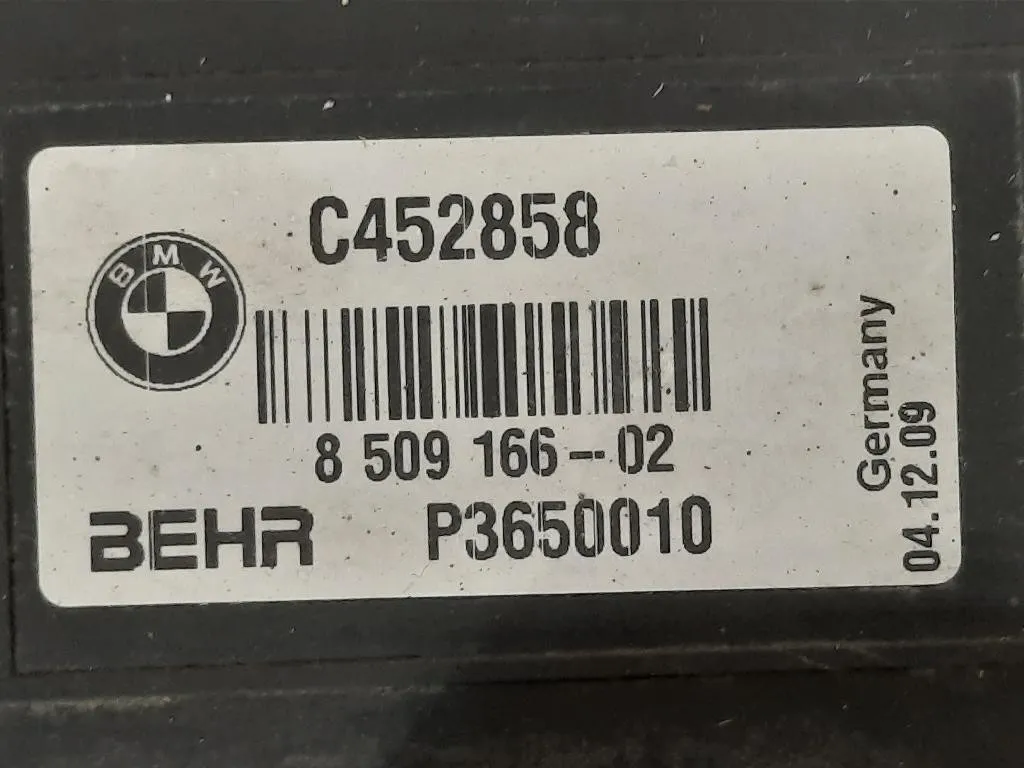 C452858
BMW
8 509 166-02
BEHR P3650010
Germany
04.12.09